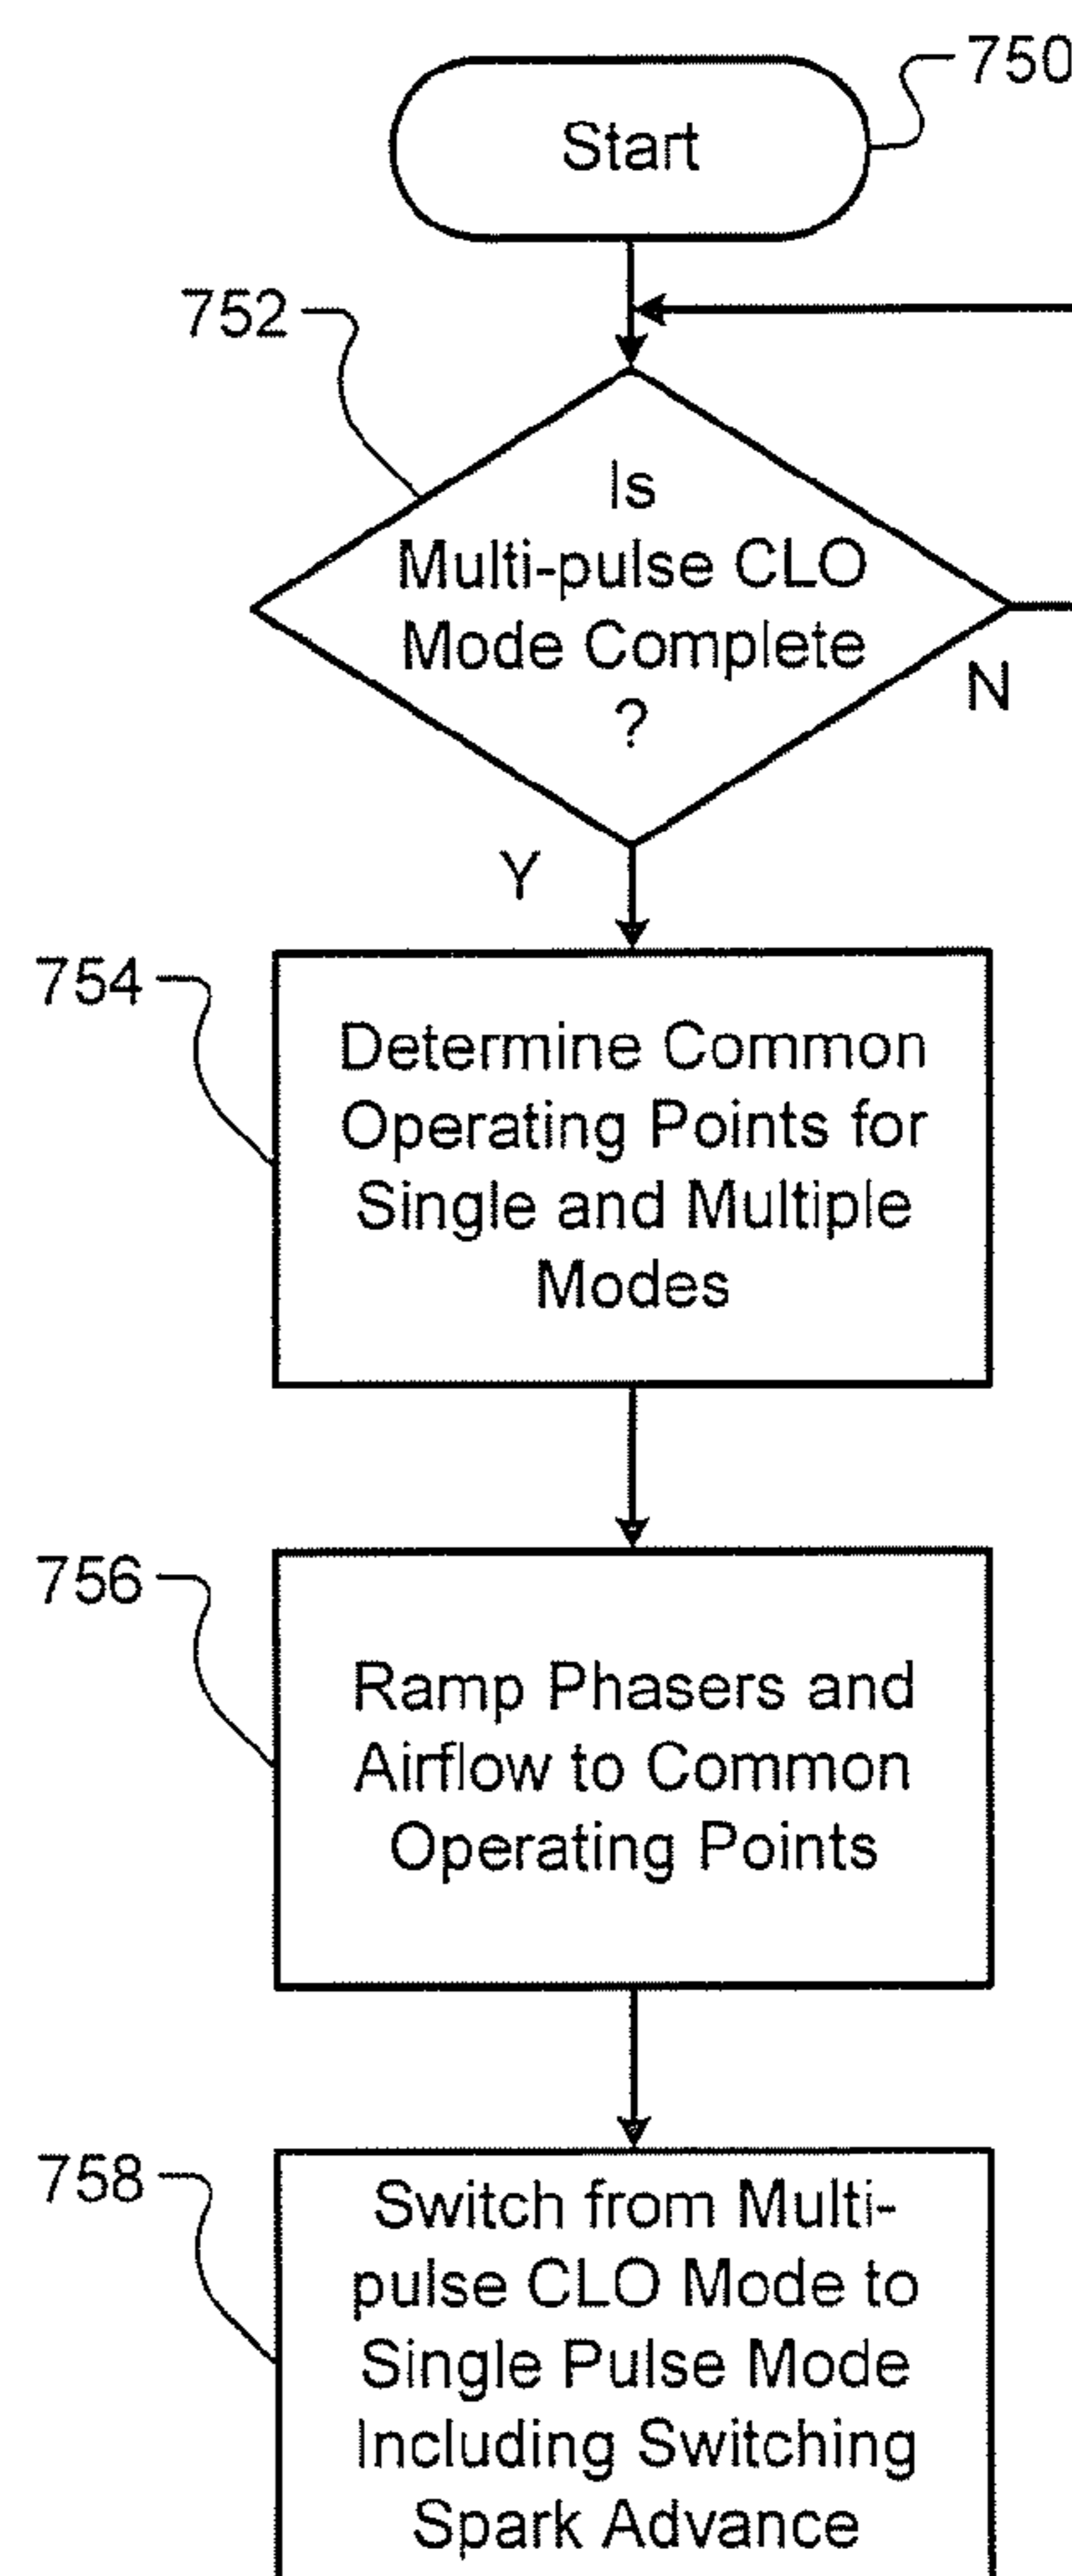 750
Start
752
Is
Multi-pulse CLO
Mode Complete
?
N
Y
754
Determine Common
Operating Points for
Single and Multiple
Modes
756
Ramp Phasers and
Airflow to Common
Operating Points
758
Switch from Multi-
pulse CLO Mode to
Single Pulse Mode
Including Switching
Spark Advance